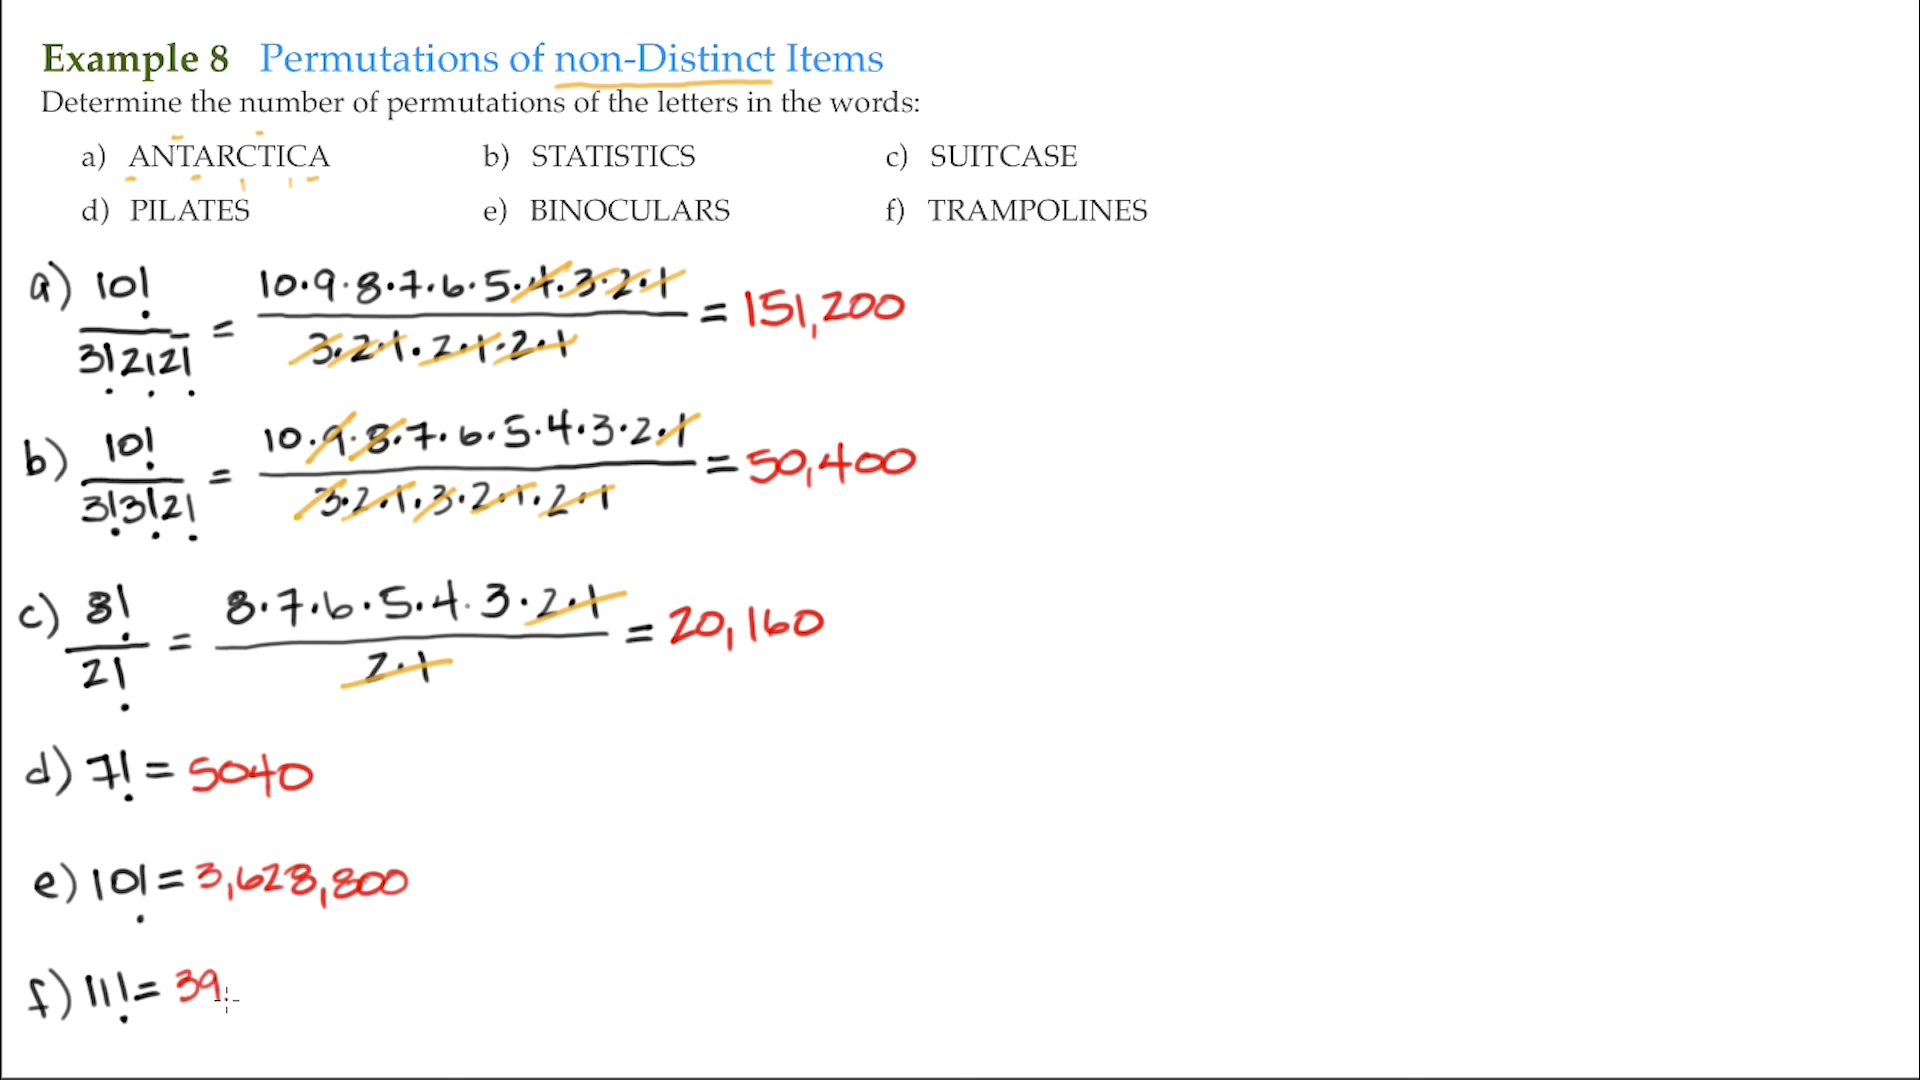 Example 8 Permutations of non-Distinct Items
Determine the number of permutations of the letters in the words:
a) ANTARCTICA b) STATISTICS c) SUITCASE
d) PILATES e) BINOCULARS f) TRAMPOLINES
a) 10!/3!2!2! = 10·9·8·7·6·5·4·3·2·1/3·2·1·2·1·2·1 = 151,200
b) 10!/3!3!2! = 10·9·8·7·6·5·4·3·2·1/3·2·1·3·2·1·2·1 = 50,400
c) 8!/2! = 8·7·6·5·4·3·2·1/2·1 = 20,160
d) 7! = 5040
e) 10! = 3,628,800
f) 11! = 39